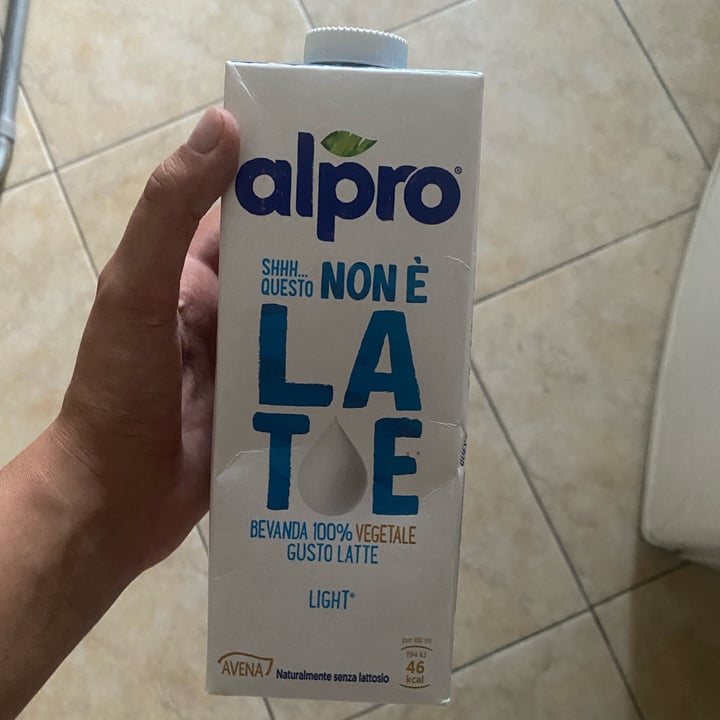 alpro®
SHHH...
QUESTO NON È
LA
T E
BEVANDA 100% VEGETALE
GUSTO LATTE
LIGHT*
AVENA
Naturalmente senza lattosio
per 100 ml
194 kJ
46
kcal